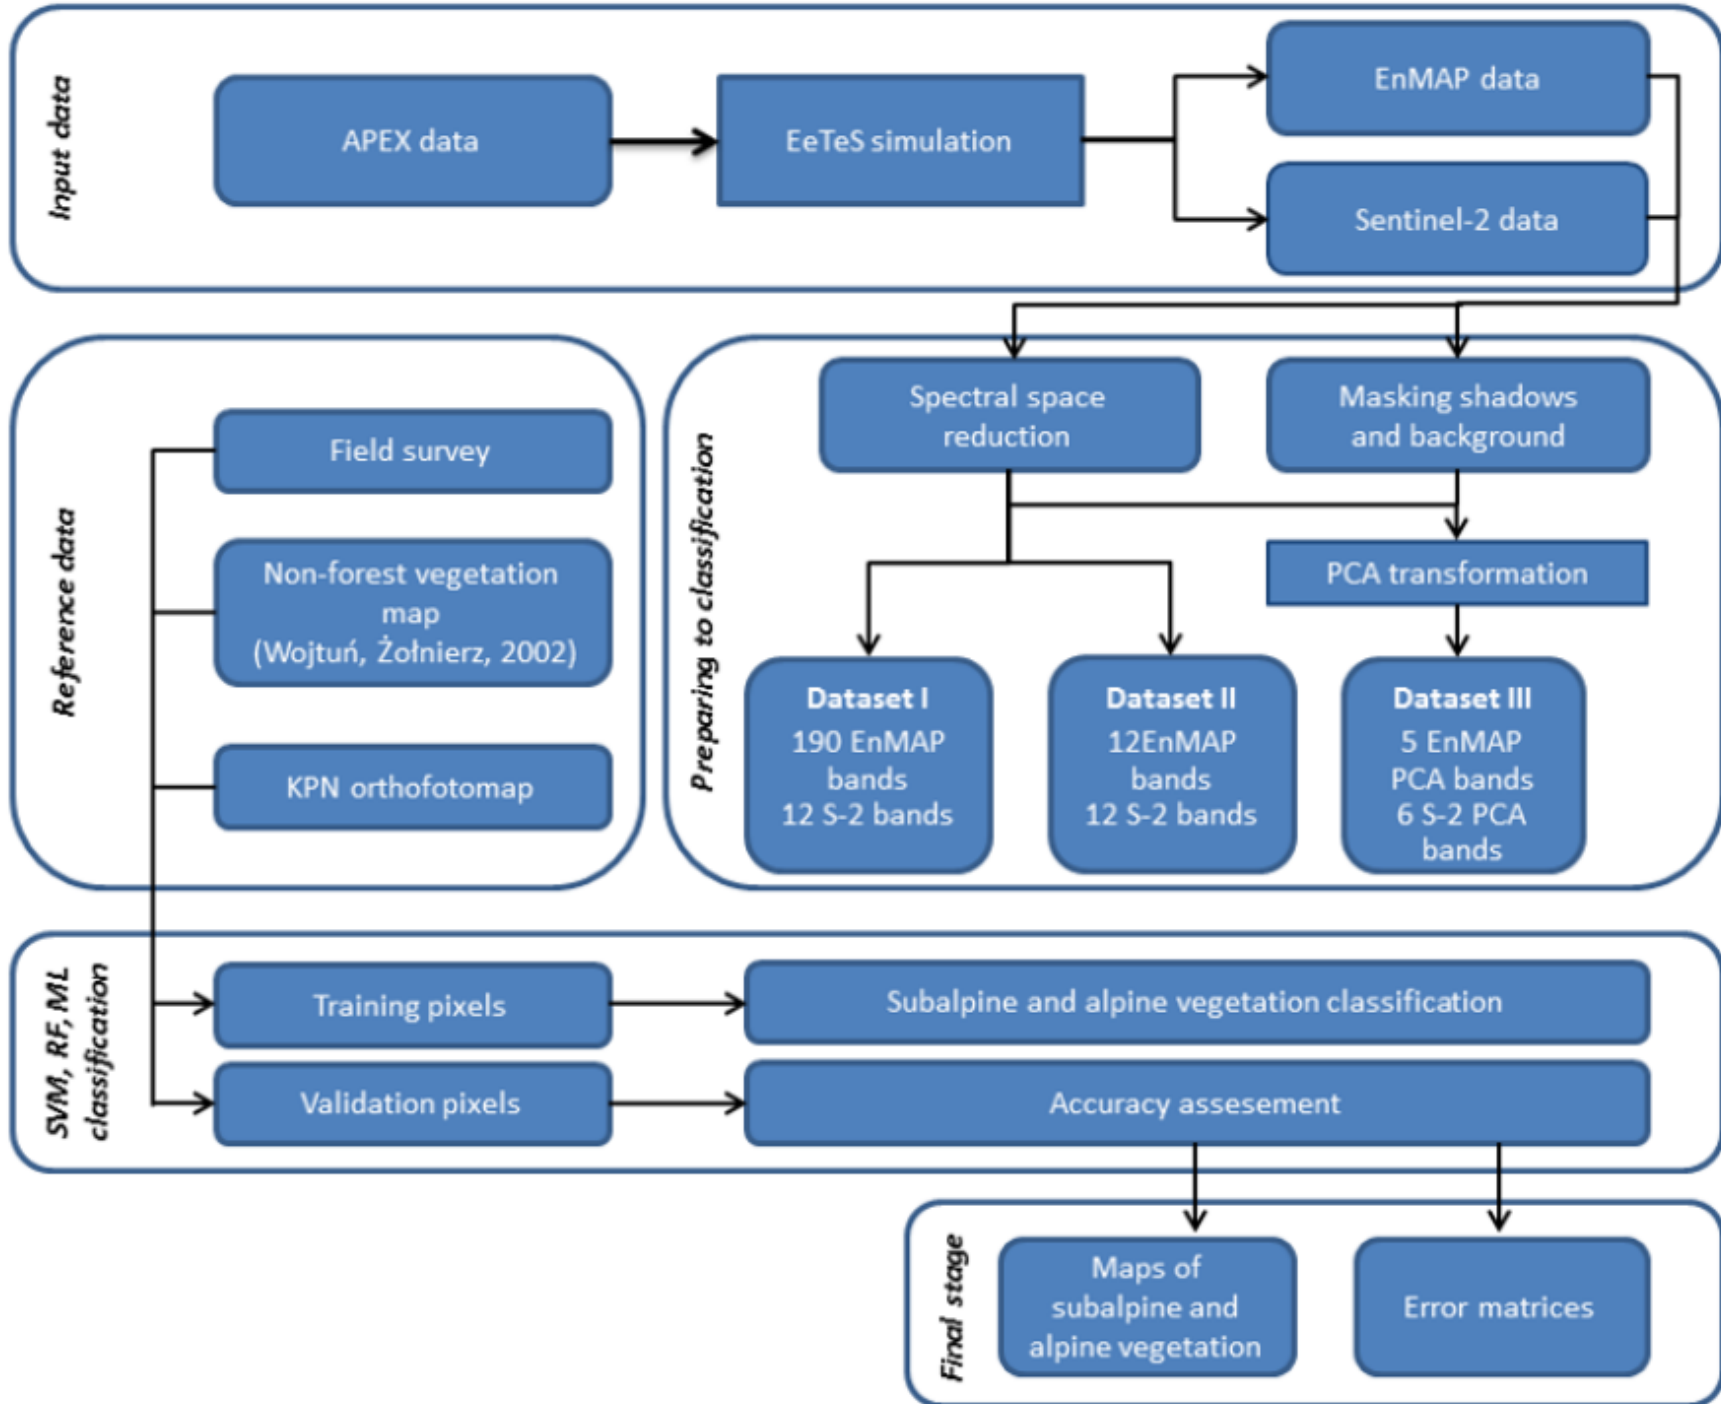 Input data
APEX data
EeTeS simulation
EnMAP data
Sentinel-2 data
Reference data
Field survey
Non-forest vegetation
map
(Wojtuń, Żołnierz, 2002)
KPN orthofotomap
Preparing to classification
Spectral space
reduction
Masking shadows
and background
PCA transformation
Dataset I
190 EnMAP
bands
12 S-2 bands
Dataset II
12EnMAP
bands
12 S-2 bands
Dataset III
5 EnMAP
PCA bands
6 S-2 PCA
bands
SVM, RF, ML
classification
Training pixels
Subalpine and alpine vegetation classification
Validation pixels
Accuracy assesement
Final stage
Maps of
subalpine and
alpine vegetation
Error matrices